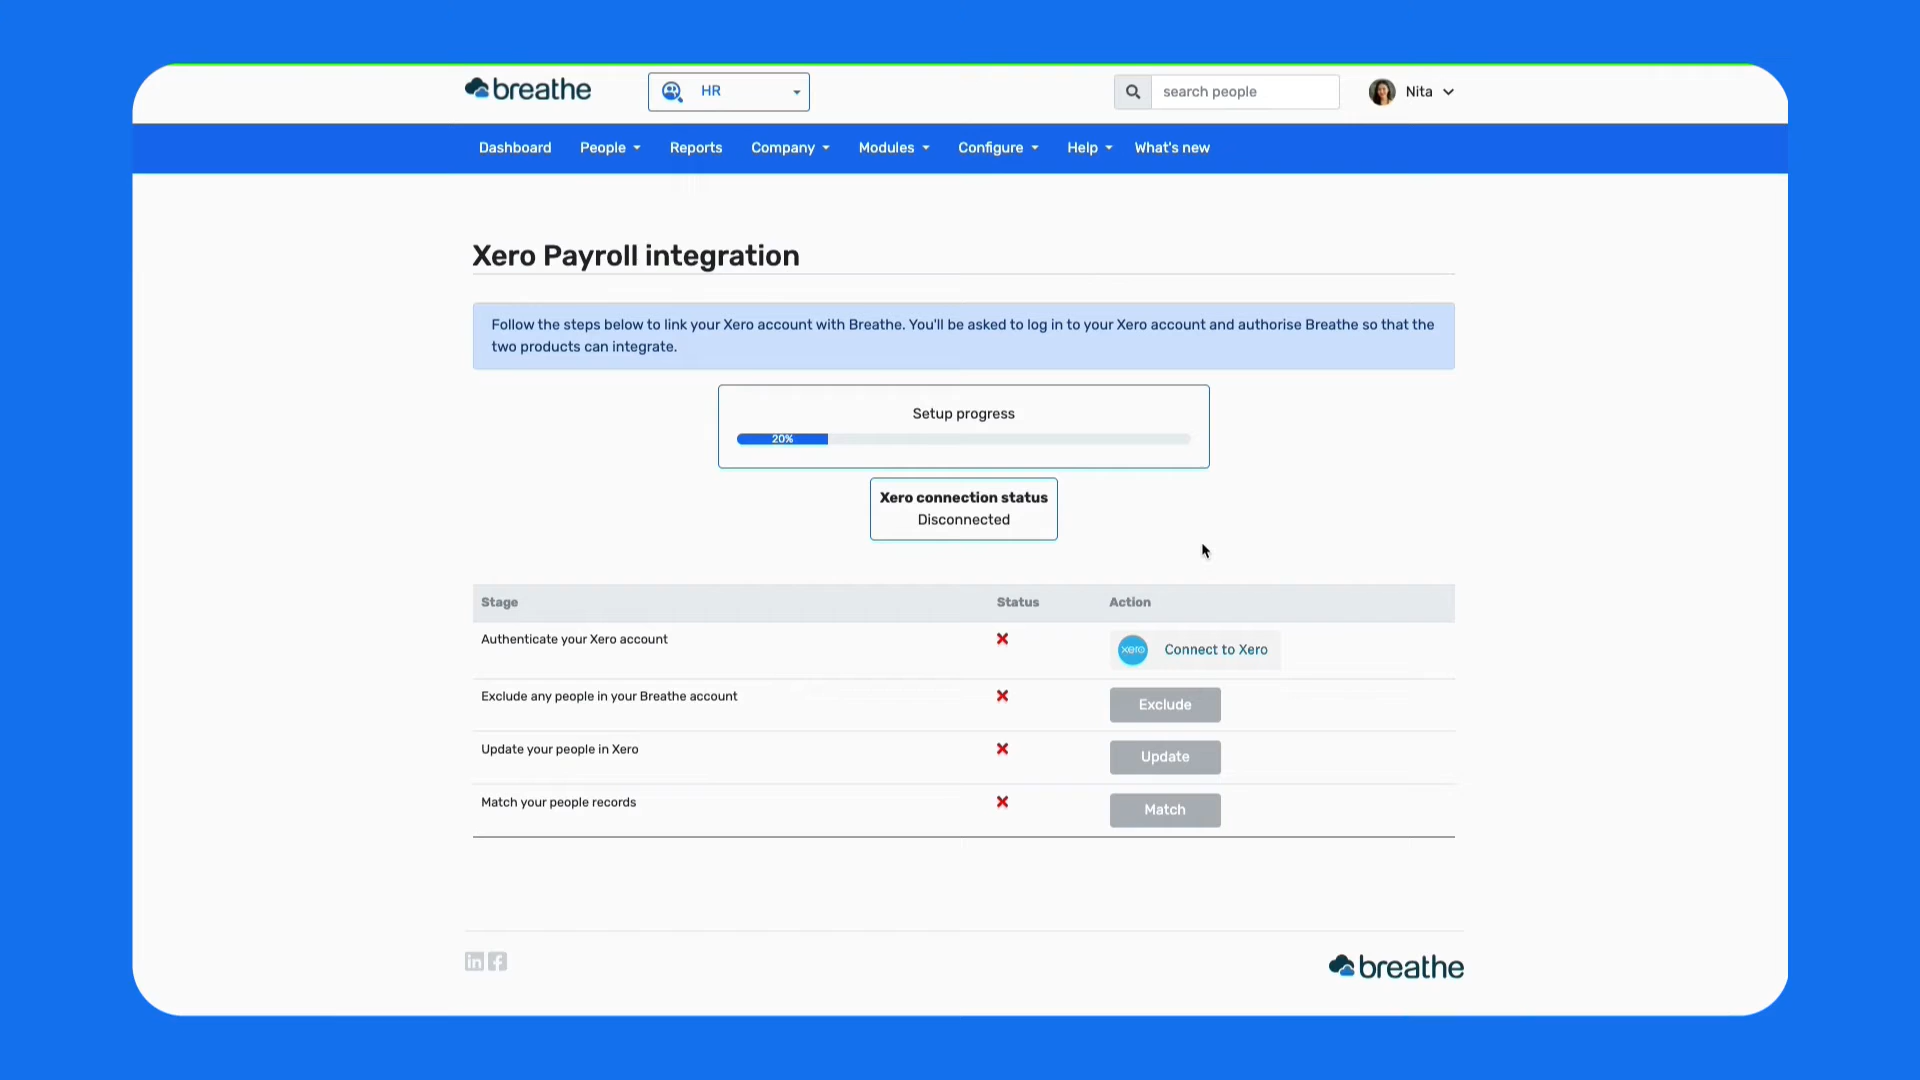 breathe
HR
search people
Nita
Dashboard
People
Reports
Company
Modules
Configure
Help
What's new
Xero Payroll integration
Follow the steps below to link your Xero account with Breathe. You'll be asked to log in to your Xero account and authorise Breathe so that the
two products can integrate.
Setup progress
20%
Xero connection status
Disconnected
Stage Status Action
Authenticate your Xero account
xero Connect to Xero
Exclude any people in your Breathe account
Exclude
Update your people in Xero
Update
Match your people records
Match
in f
breathe